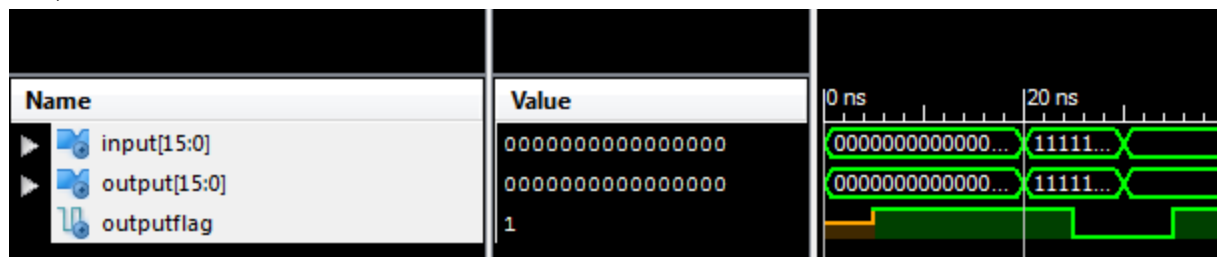 Name Value 0 ns 20 ns
input[15:0] 0000000000000000 0000000000000... 11111...
output[15:0] 0000000000000000 0000000000000... 11111...
outputflag 1